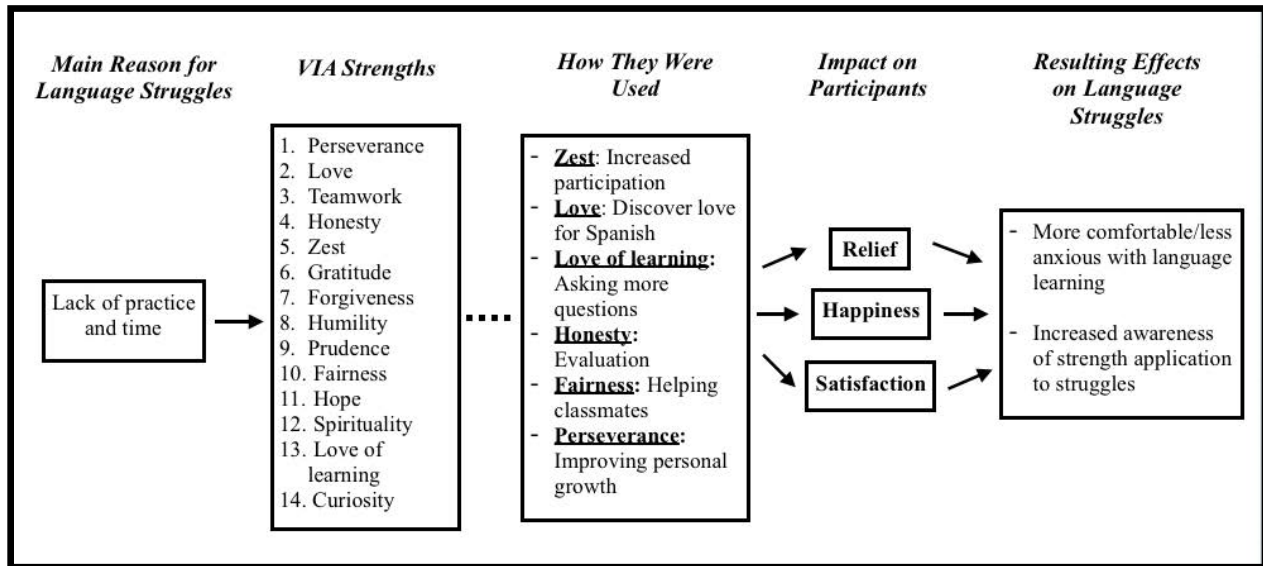 Main Reason for
Language Struggles
VIA Strengths
How They Were
Used
Impact on
Participants
Resulting Effects
on Language
Struggles
Lack of practice
and time
1. Perseverance
2. Love
3. Teamwork
4. Honesty
5. Zest
6. Gratitude
7. Forgiveness
8. Humility
9. Prudence
10. Fairness
11. Hope
12. Spirituality
13. Love of
learning
14. Curiosity
- Zest: Increased
participation
- Love: Discover love
for Spanish
- Love of learning:
Asking more
questions
- Honesty:
Evaluation
- Fairness: Helping
classmates
- Perseverance:
Improving personal
growth
Relief
Happiness
Satisfaction
- More comfortable/less
anxious with language
learning
- Increased awareness
of strength application
to struggles